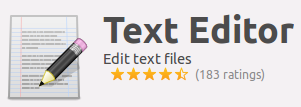 Text Editor
Edit text files
(183 ratings)